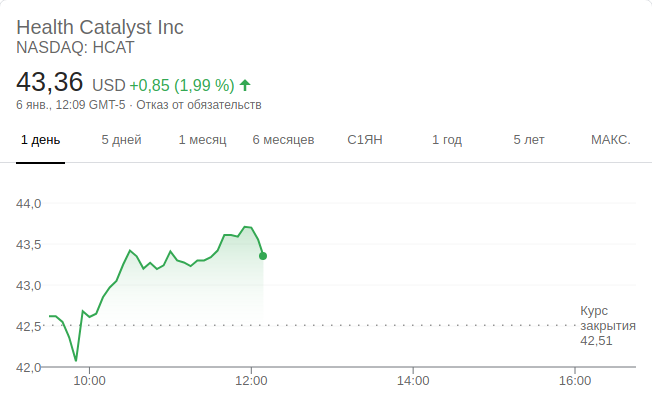 Health Catalyst Inc
NASDAQ: HCAT
43,36 USD +0,85 (1,99 %)
6 янв., 12:09 GMT-5 · Отказ от обязательств
1 день 5 дней 1 месяц 6 месяцев С1ЯН 1 год 5 лет МАКС.
44,0
43,5
43,0
42,5
42,0
Курс
закрытия
42,51
10:00 12:00 14:00 16:00